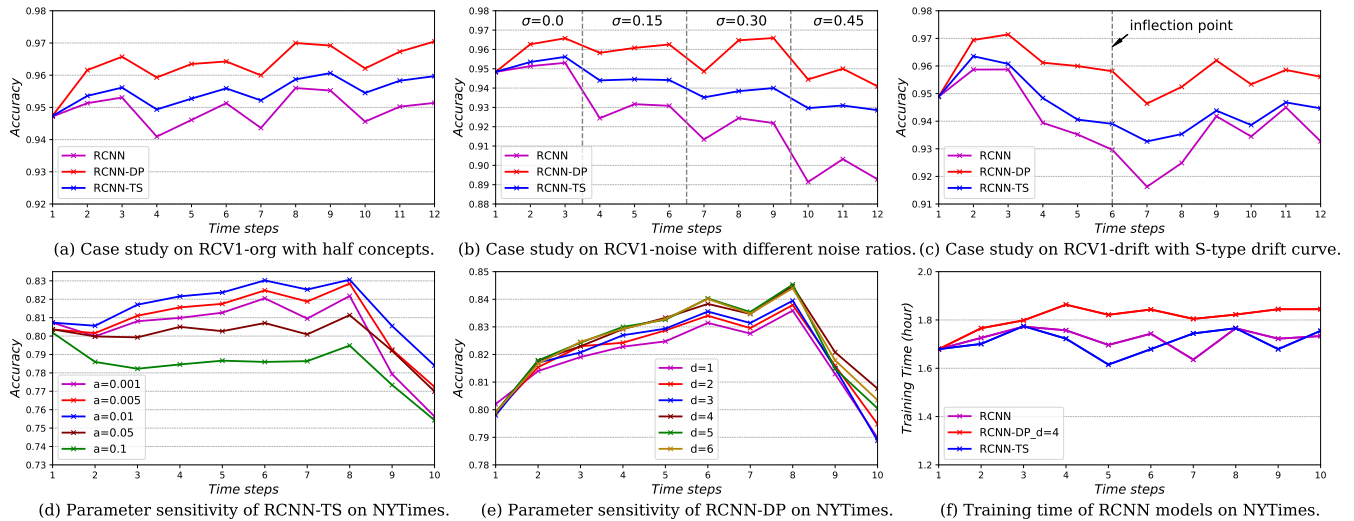 0.98
0.97
0.96
0.95
0.94
0.93
0.92
Accuracy
RCNN
RCNN-DP
RCNN-TS
1 2 3 4 5 6 7 8 9 10 11 12
Time steps
(a) Case study on RCV1-org with half concepts.
0.98
0.97
0.96
0.95
0.94
0.93
0.92
0.91
0.90
0.89
0.88
Accuracy
σ=0.0 σ=0.15 σ=0.30 σ=0.45
RCNN
RCNN-DP
RCNN-TS
1 2 3 4 5 6 7 8 9 10 11 12
Time steps
(b) Case study on RCV1-noise with different noise ratios.
0.98
0.97
0.96
0.95
0.94
0.93
0.91
0.90
Accuracy
inflection point
RCNN
RCNN-DP
RCNN-TS
1 2 3 4 5 6 7 8 9 10 11 12
Time steps
(c) Case study on RCV1-drift with S-type drift curve.
0.83
0.81
0.80
0.79
0.77
0.76
0.74
0.73
Accuracy
a=0.001
a=0.005
a=0.01
a=0.05
a=0.1
1 2 3 4 5 6 7 8 9 10
Time steps
(d) Parameter sensitivity of RCNN-TS on NYTimes.
0.85
0.84
0.83
0.82
0.81
0.80
0.79
0.78
Accuracy
d=1
d=2
d=3
d=4
d=5
d=6
1 2 3 4 5 6 7 8 9 10
Time steps
(e) Parameter sensitivity of RCNN-DP on NYTimes.
2.0
1.8
1.6
1.4
1.2
Training Time (hour)
RCNN
RCNN-DP_d=4
RCNN-TS
1 2 3 4 5 6 7 8 9 10
Time steps
(f) Training time of RCNN models on NYTimes.